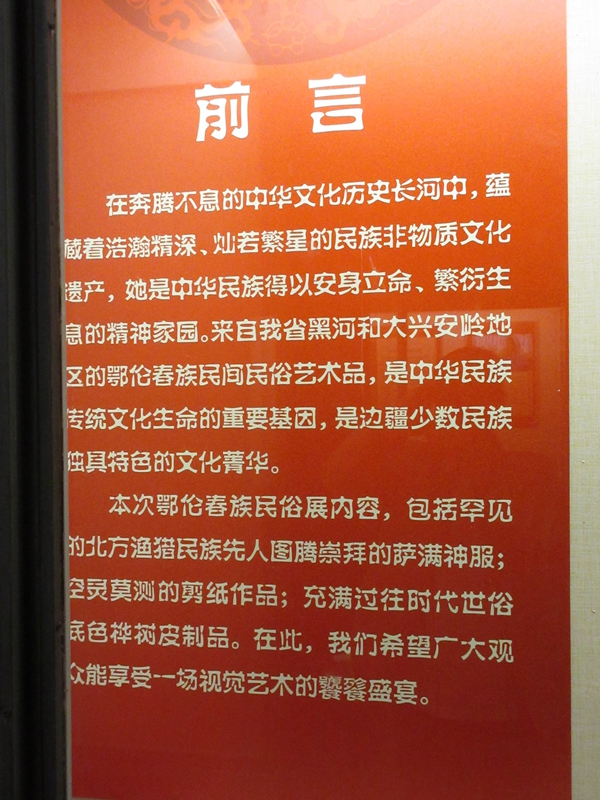 前言
在奔腾不息的中华文化历史长河中,蕴
藏着浩瀚精深、灿若繁星的民族非物质文化
遗产，她是中华民族得以安身立命、繁衍生
息的精神家园。来自我省黑河和大兴安岭地
区的鄂伦春族民间民俗艺术品，是中华民族
传统文化生命的重要基因，是边疆少数民族
独具特色的文化菁华。
本次鄂伦春族民俗展内容，包括罕见
的北方渔猎民族先人图腾崇拜的萨满神服；
空灵莫测的剪纸作品；充满过往时代世俗
底色桦树皮制品。在此，我们希望广大观
众能享受一场视觉艺术的饕餮盛宴。